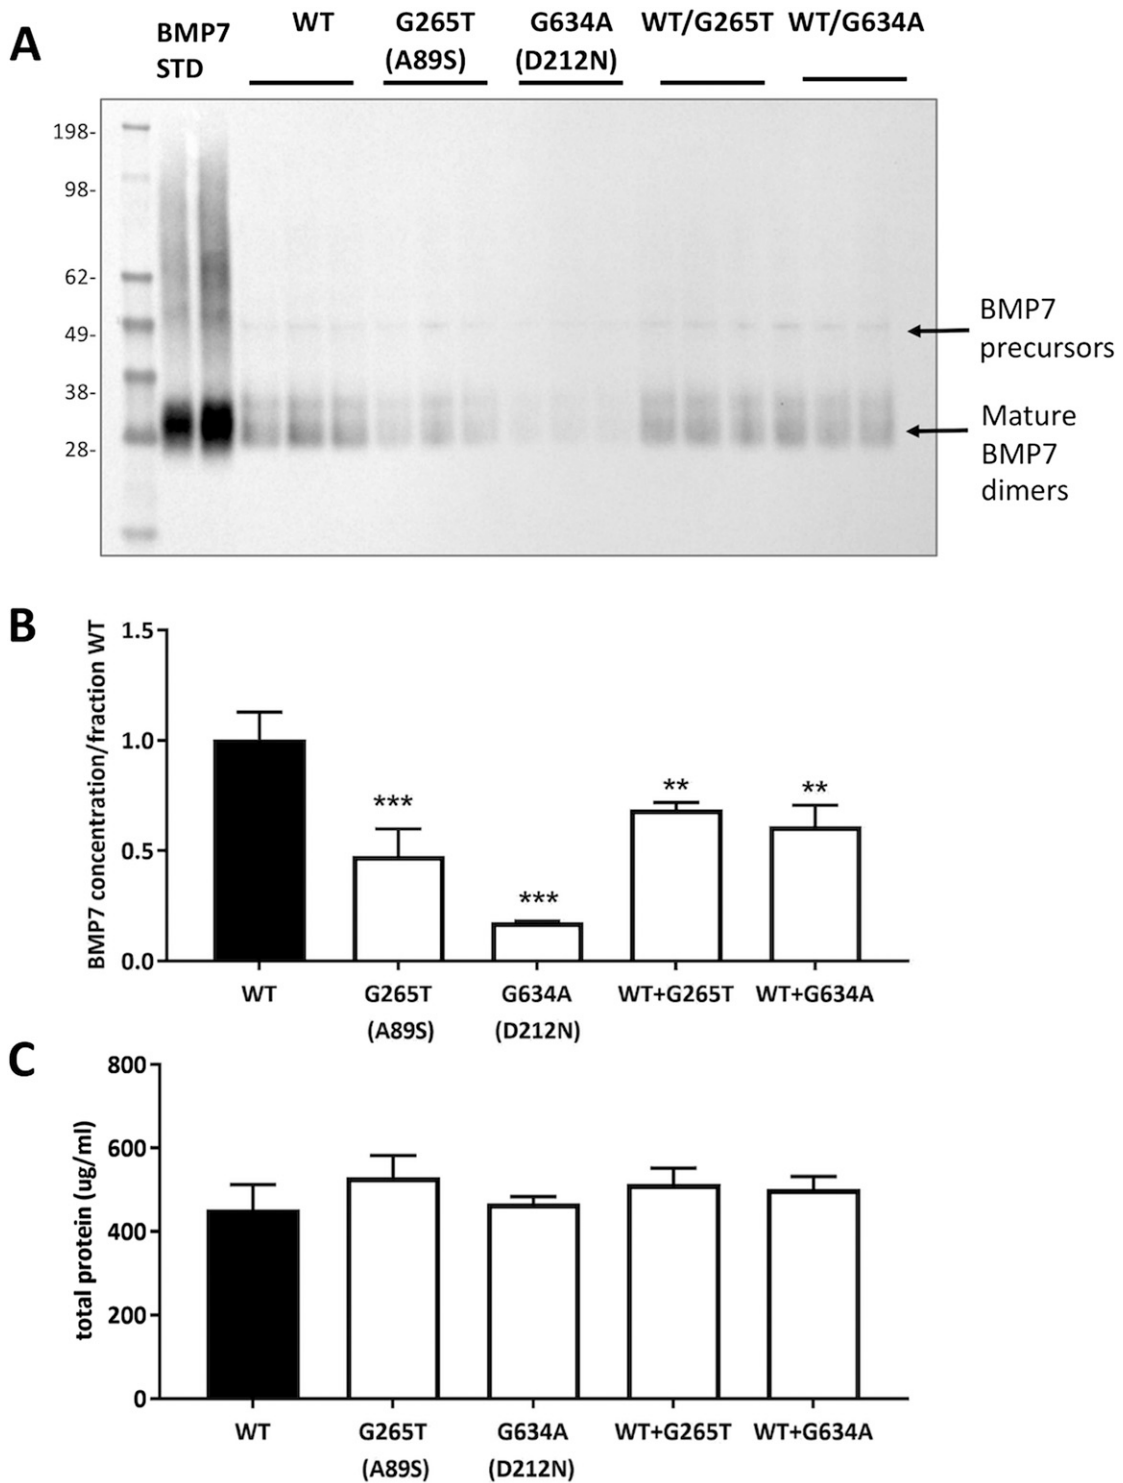 A
BMP7
STD
WT
G265T
(A89S)
G634A
(D212N)
WT/G265T
WT/G634A
198-
98-
62-
49-
38-
28-
BMP7
precursors
Mature
BMP7
dimers
B
BMP7 concentration/fraction WT
1.5
1.0
0.5
0.0
***
***
**
**
WT
G265T
(A89S)
G634A
(D212N)
WT+G265T
WT+G634A
C
total protein (ug/ml)
800
600
400
200
0
WT
G265T
(A89S)
G634A
(D212N)
WT+G265T
WT+G634A